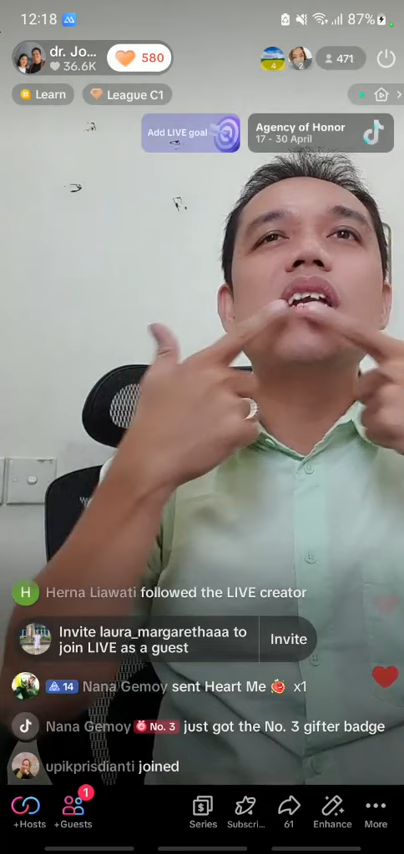 12:18
87%
dr. Jo...
36.6K
580
4
2
471
Learn
League C1
Add LIVE goal
Agency of Honor
17 - 30 April
H
Herna Liawati followed the LIVE creator
Invite laura_margarethaaa to
join LIVE as a guest
Invite
14 Nana Gemoy sent Heart Me x1
Nana Gemoy No. 3 just got the No. 3 gifter badge
upikprisdianti joined
1
+Hosts
+Guests
Series
Subscri...
61
Enhance
More